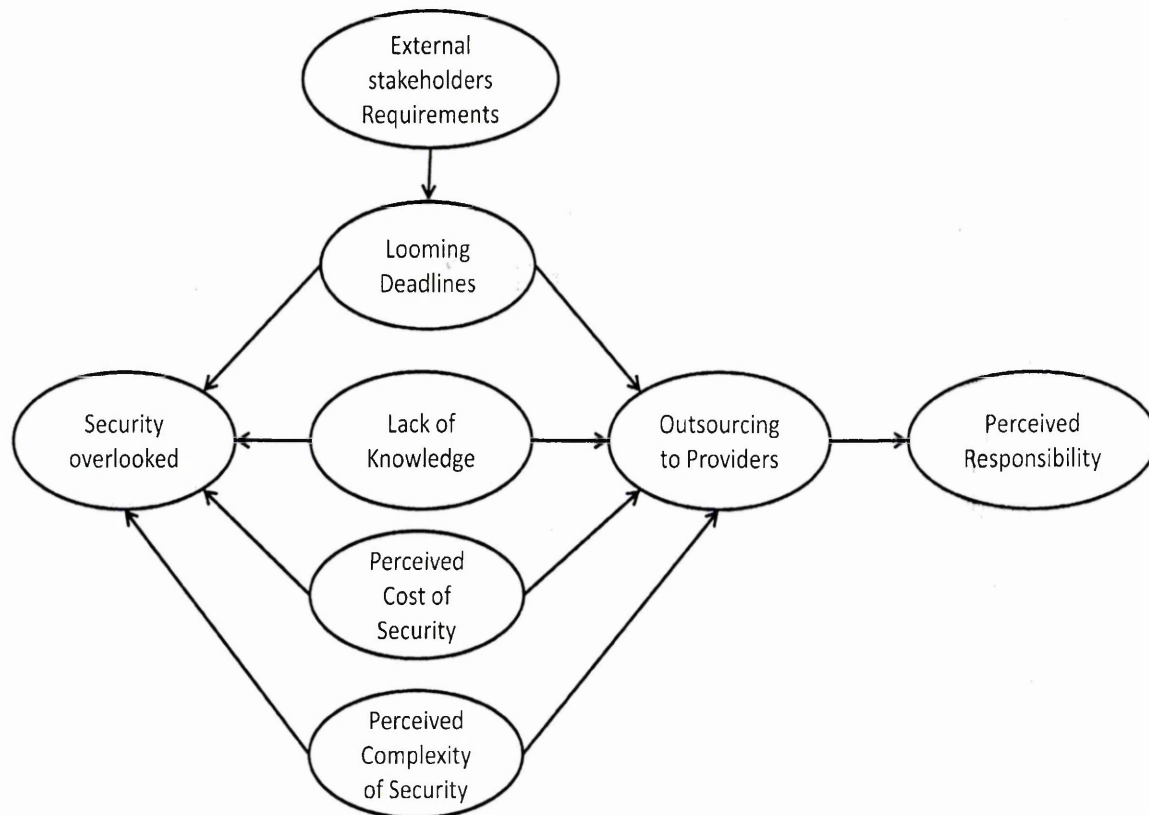 External
stakeholders
Requirements
Looming
Deadlines
Security
overlooked
Lack of
Knowledge
Outsourcing
to Providers
Perceived
Responsibility
Perceived
Cost of
Security
Perceived
Complexity
of Security